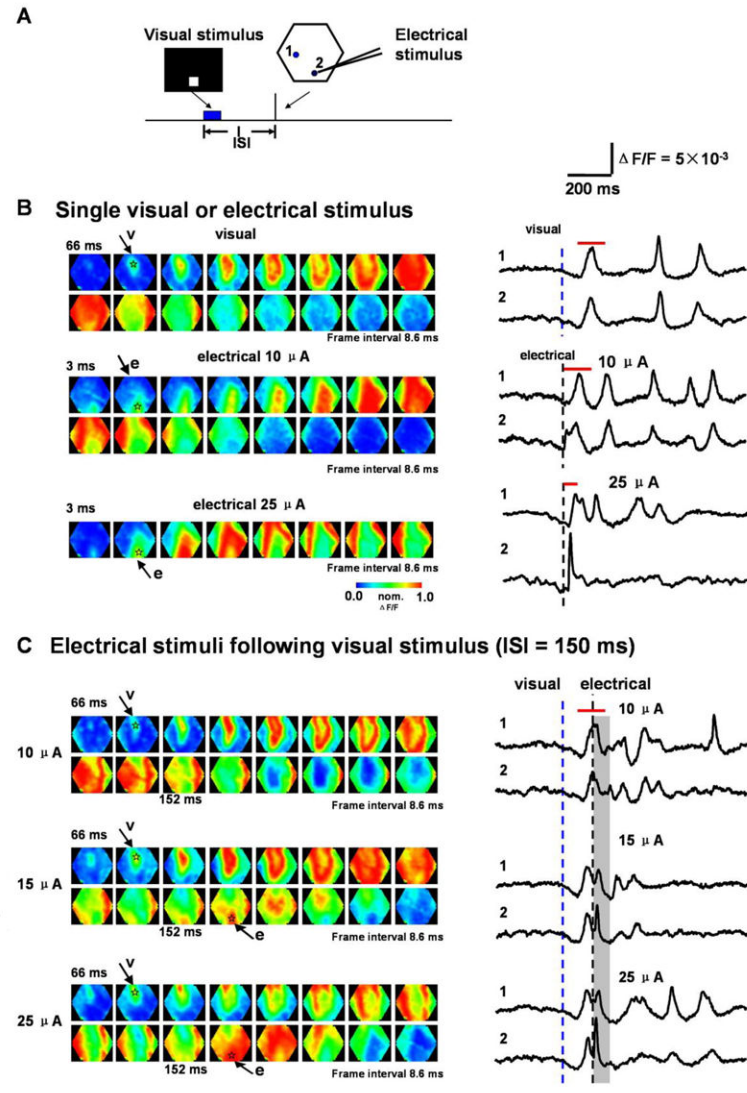 A
Visual stimulus
Electrical
stimulus
1
2
ISI
Δ F/F = 5×10⁻³
200 ms
B Single visual or electrical stimulus
visual
66 ms
v
Frame interval 8.6 ms
visual
1
2
3 ms
e
electrical 10 μA
Frame interval 8.6 ms
electrical
10 μA
1
2
3 ms
electrical 25 μA
e
Frame interval 8.6 ms
0.0 nom. 1.0
Δ F/F
25 μA
1
2
C Electrical stimuli following visual stimulus (ISI = 150 ms)
visual electrical
66 ms
v
10 μA
152 ms
Frame interval 8.6 ms
10 μA
1
2
66 ms
v
15 μA
152 ms
e
Frame interval 8.6 ms
15 μA
1
2
66 ms
v
25 μA
152 ms
e
Frame interval 8.6 ms
25 μA
1
2